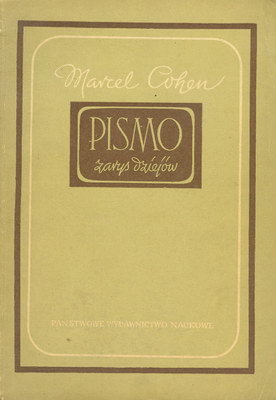 Marcel Cohen
PISMO
zarys dziejów
PAŃSTWOWE WYDAWNICTWO NAUKOWE